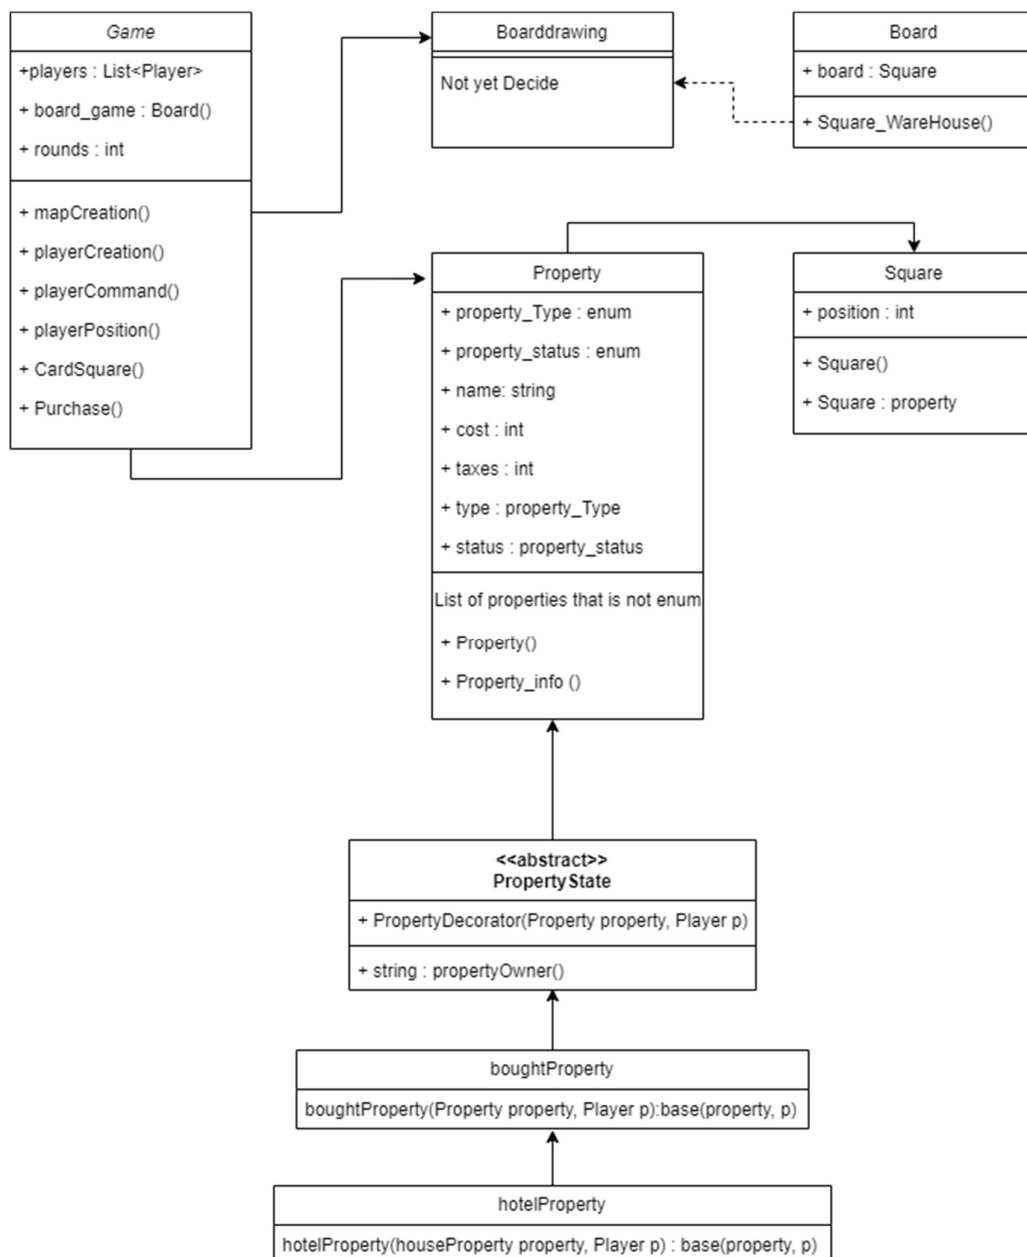 Game
+players : List<Player>
+ board_game : Board()
+ rounds : int
+ mapCreation()
+ playerCreation()
+ playerCommand()
+ playerPosition()
+ CardSquare()
+ Purchase()
Barddrawing
Not yet Decide
Board
+ board : Square
+ Square_WareHouse()
Property
+ property_Type : enum
+ property_status : enum
+ name: string
+ cost : int
+ taxes : int
+ type : property_Type
+ status : property_status
List of properties that is not enum
+ Property()
+ Property_info ()
Square
+ position : int
+ Square()
+ Square : property
<<abstract>>
PropertyState
+ PropertyDecorator(Property property, Player p)
+ string : propertyOwner()
boughtProperty
boughtProperty(Property property, Player p):base(property, p)
hotelProperty
hotelProperty(houseProperty property, Player p) : base(property, p)